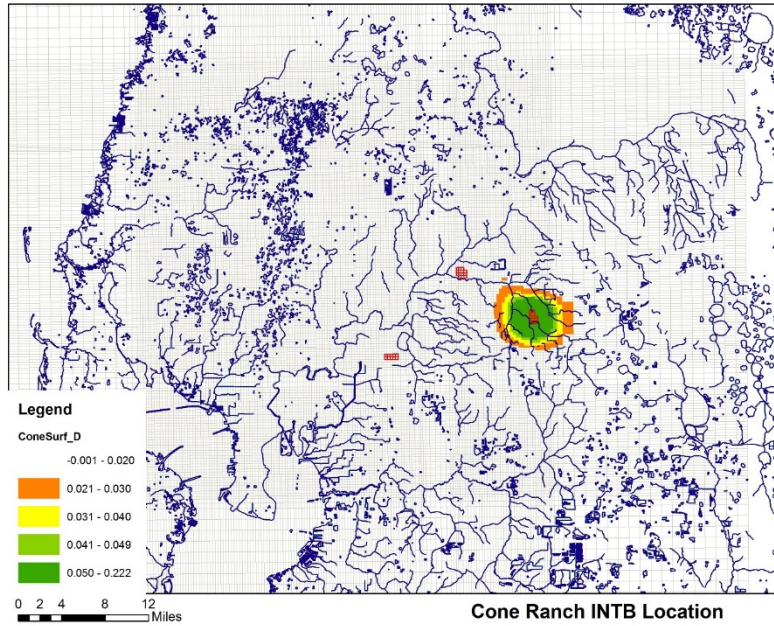 Legend
ConeSurf_D
-0.001 - 0.020
0.021 - 0.030
0.031 - 0.040
0.041 - 0.049
0.050 - 0.222
0 2 4 8 12
Miles
Cone Ranch INTB Location